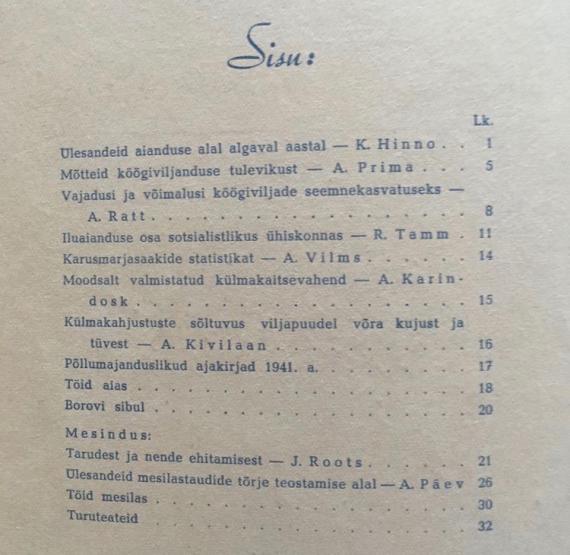 Sisu:
Lk.
Ülesandeid aianduse alal algaval aastal — K. Hinno . . 1
Mõtteid köögiviljanduse tulevikust — A. Prima . . . 5
Vajadusi ja võimalusi köögiviljade seemnekasvatuseks —
A. Ratt . . . . . . . . . . . . . . . . 8
Iluaianduse osa sotsialistlikus ühiskonnas — R. Tamm . 11
Karusmarjasaakide statistikat — A. Vilms . . . . . . 14
Moodsalt valmistatud külmakaitsevahend — A. Karin-
dosk . . . . . . . . . . . . . . . . . 15
Külmakahjustuste sõltuvus viljapuudel võra kujust ja
tüvest — A. Kivilaan . . . . . . . . . . 16
Põllumajanduslikud ajakirjad 1941. a. . . . . . . . 17
Töid aias . . . . . . . . . . . . . . . . . 18
Borovi sibul . . . . . . . . . . . . . . . . 20
Mesindus:
Tarudest ja nende ehitamisest — J. Roots . . . . . 21
Ülesandeid mesilastaudide tõrje teostamise alal — A. Päev 26
Töid mesilas . . . . . . . . . . . . . . . . 30
Turuteateid . . . . . . . . . . . . . . . . 32